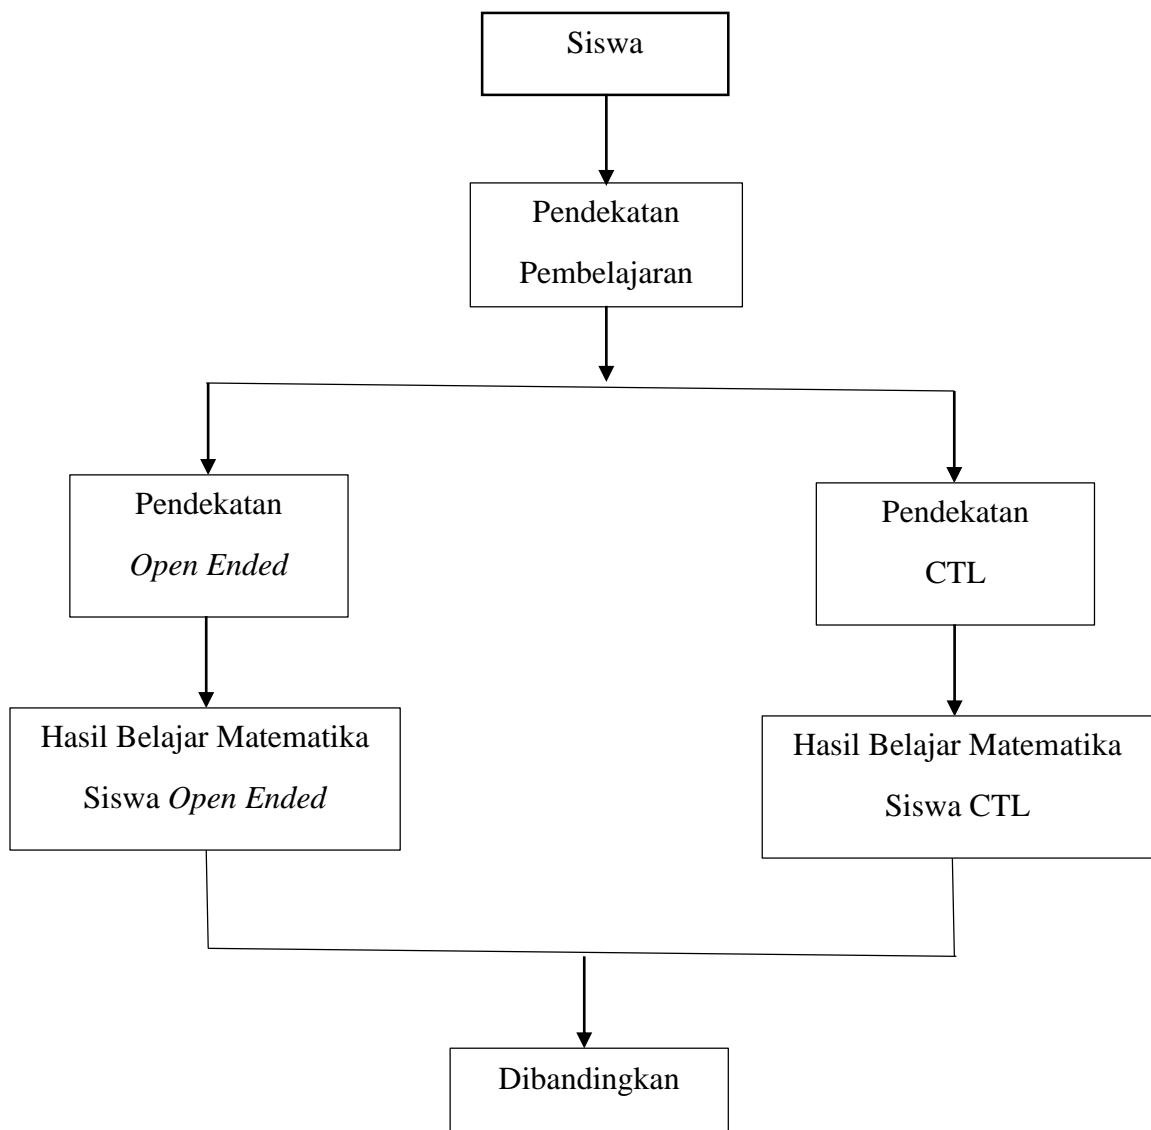 Siswa
Pendekatan
Pembelajaran
Pendekatan
Open Ended
Pendekatan
CTL
Hasil Belajar Matematika
Siswa Open Ended
Hasil Belajar Matematika
Siswa CTL
Dibandingkan